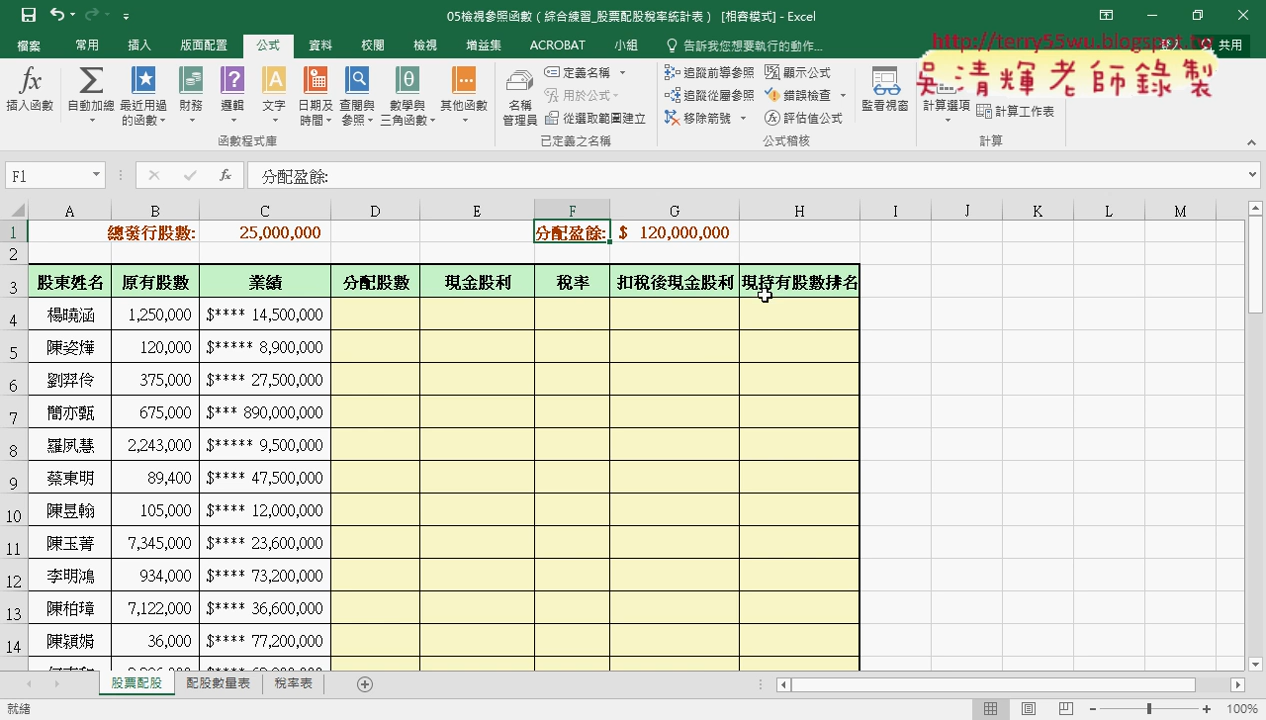 05檢視參照函數（綜合練習_股票配股稅率統計表） [相容模式] - Excel
http://terry55wu.blogspot.tw
吳清輝老師錄製
檔案 常用 插入 版面配置 公式 資料 校閱 檢視 增益集 ACROBAT 小組 告訴我您想要執行的動作... 共用
fx 插入函數
Σ 自動加總
最近用過的函數
財務
邏輯
文字
日期及時間
查閱與參照
數學與三角函數
其他函數
函數程式庫
名稱管理員
定義名稱
用於公式
從選取範圍建立
已定義之名稱
追蹤前導參照
追蹤從屬參照
移除箭號
顯示公式
錯誤檢查
評估值公式
公式稽核
監看視窗
計算選項
計算工作表
計算
F1 fx 分配盈餘:
A B C D E F G H I J K L M
1 總發行股數: 25,000,000 分配盈餘: $ 120,000,000
2
3 股東姓名 原有股數 業績 分配股數 現金股利 稅率 扣稅後現金股利 現持有股數排名
4 楊曉涵 1,250,000 $**** 14,500,000
5 陳姿燁 120,000 $***** 8,900,000
6 劉羿伶 375,000 $**** 27,500,000
7 簡亦甄 675,000 $*** 890,000,000
8 羅夙慧 2,243,000 $***** 9,500,000
9 蔡東明 89,400 $**** 47,500,000
10 陳昱翰 105,000 $**** 12,000,000
11 陳玉菁 7,345,000 $**** 23,600,000
12 李明鴻 934,000 $**** 73,200,000
13 陳柏璋 7,122,000 $**** 36,600,000
14 陳潁娟 36,000 $**** 77,200,000
股票配股 配股數量表 稅率表
就緒 100%